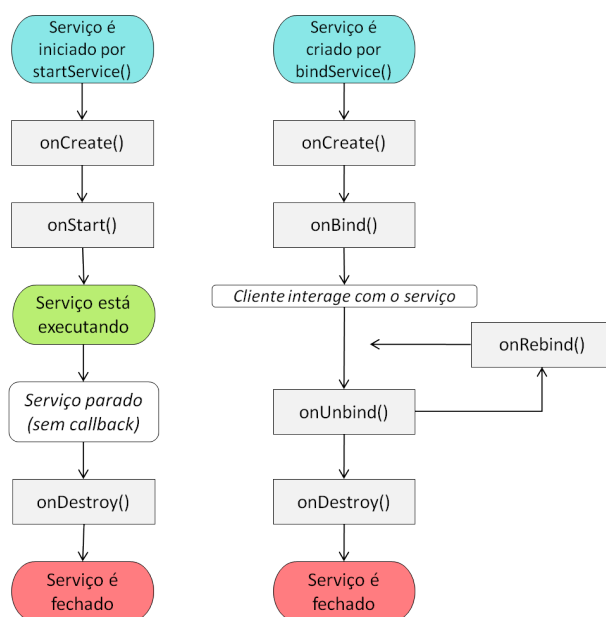 Serviço é
iniciado por
startService()
onCreate()
onStart()
Serviço está
executando
Serviço parado
(sem callback)
onDestroy()
Serviço é
fechado
Serviço é
criado por
bindService()
onCreate()
onBind()
Cliente interage com o serviço
onRebind()
onUnbind()
onDestroy()
Serviço é
fechado